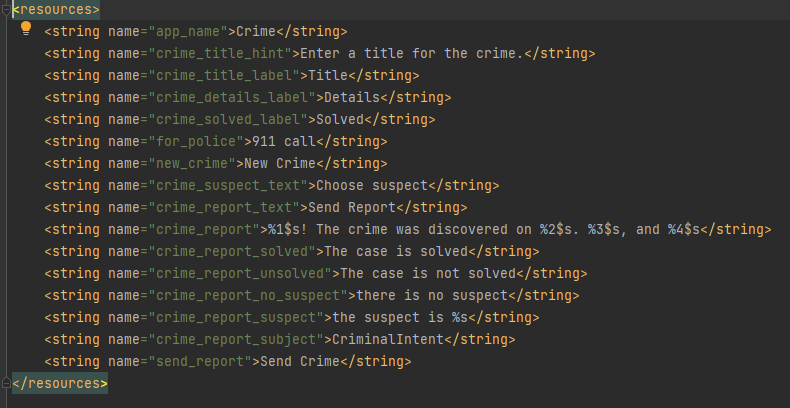 <resources>
<string name="app_name">Crime</string>
<string name="crime_title_hint">Enter a title for the crime.</string>
<string name="crime_title_label">Title</string>
<string name="crime_details_label">Details</string>
<string name="crime_solved_label">Solved</string>
<string name="for_police">911 call</string>
<string name="new_crime">New Crime</string>
<string name="crime_suspect_text">Choose suspect</string>
<string name="crime_report_text">Send Report</string>
<string name="crime_report">%1$s! The crime was discovered on %2$s. %3$s, and %4$s</string>
<string name="crime_report_solved">The case is solved</string>
<string name="crime_report_unsolved">The case is not solved</string>
<string name="crime_report_no_suspect">there is no suspect</string>
<string name="crime_report_suspect">the suspect is %s</string>
<string name="crime_report_subject">CriminalIntent</string>
<string name="send_report">Send Crime</string>
</resources>